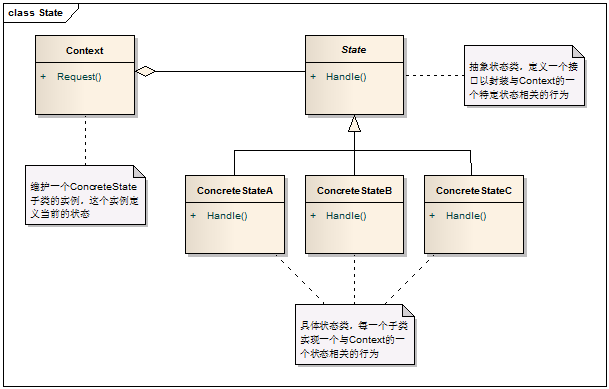 class State
Context
+ Request()
State
+ Handle()
抽象状态类，定义一个接
口以封装与Context的一
个特定状态相关的行为
维护一个ConcreteState
子类的实例，这个实例定
义当前的状态
ConcreteStateA
+ Handle()
ConcreteStateB
+ Handle()
ConcreteStateC
+ Handle()
具体状态类，每一个子类
实现一个与Context的一
个状态相关的行为